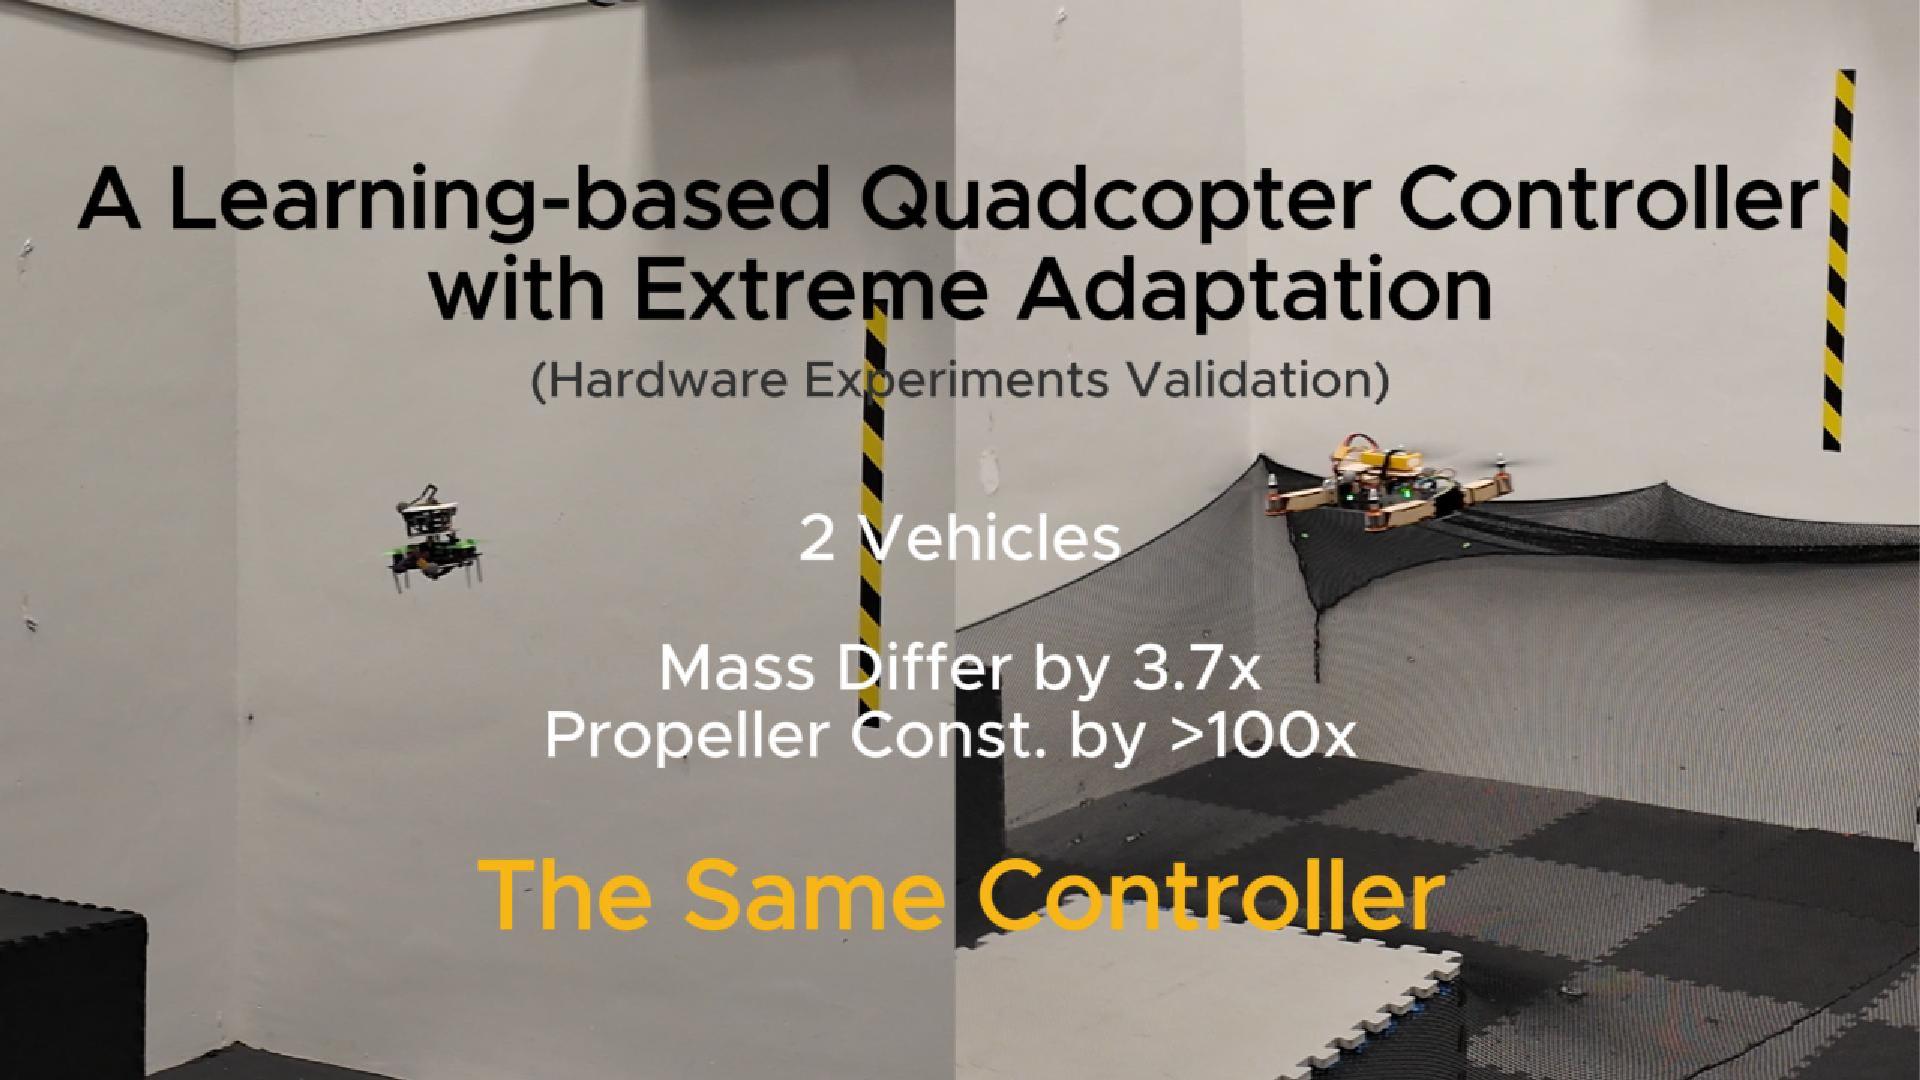 A Learning-based Quadcopter Controller
with Extreme Adaptation
(Hardware Experiments Validation)
2 Vehicles
Mass Differ by 3.7x
Propeller Const. by >100x
The Same Controller